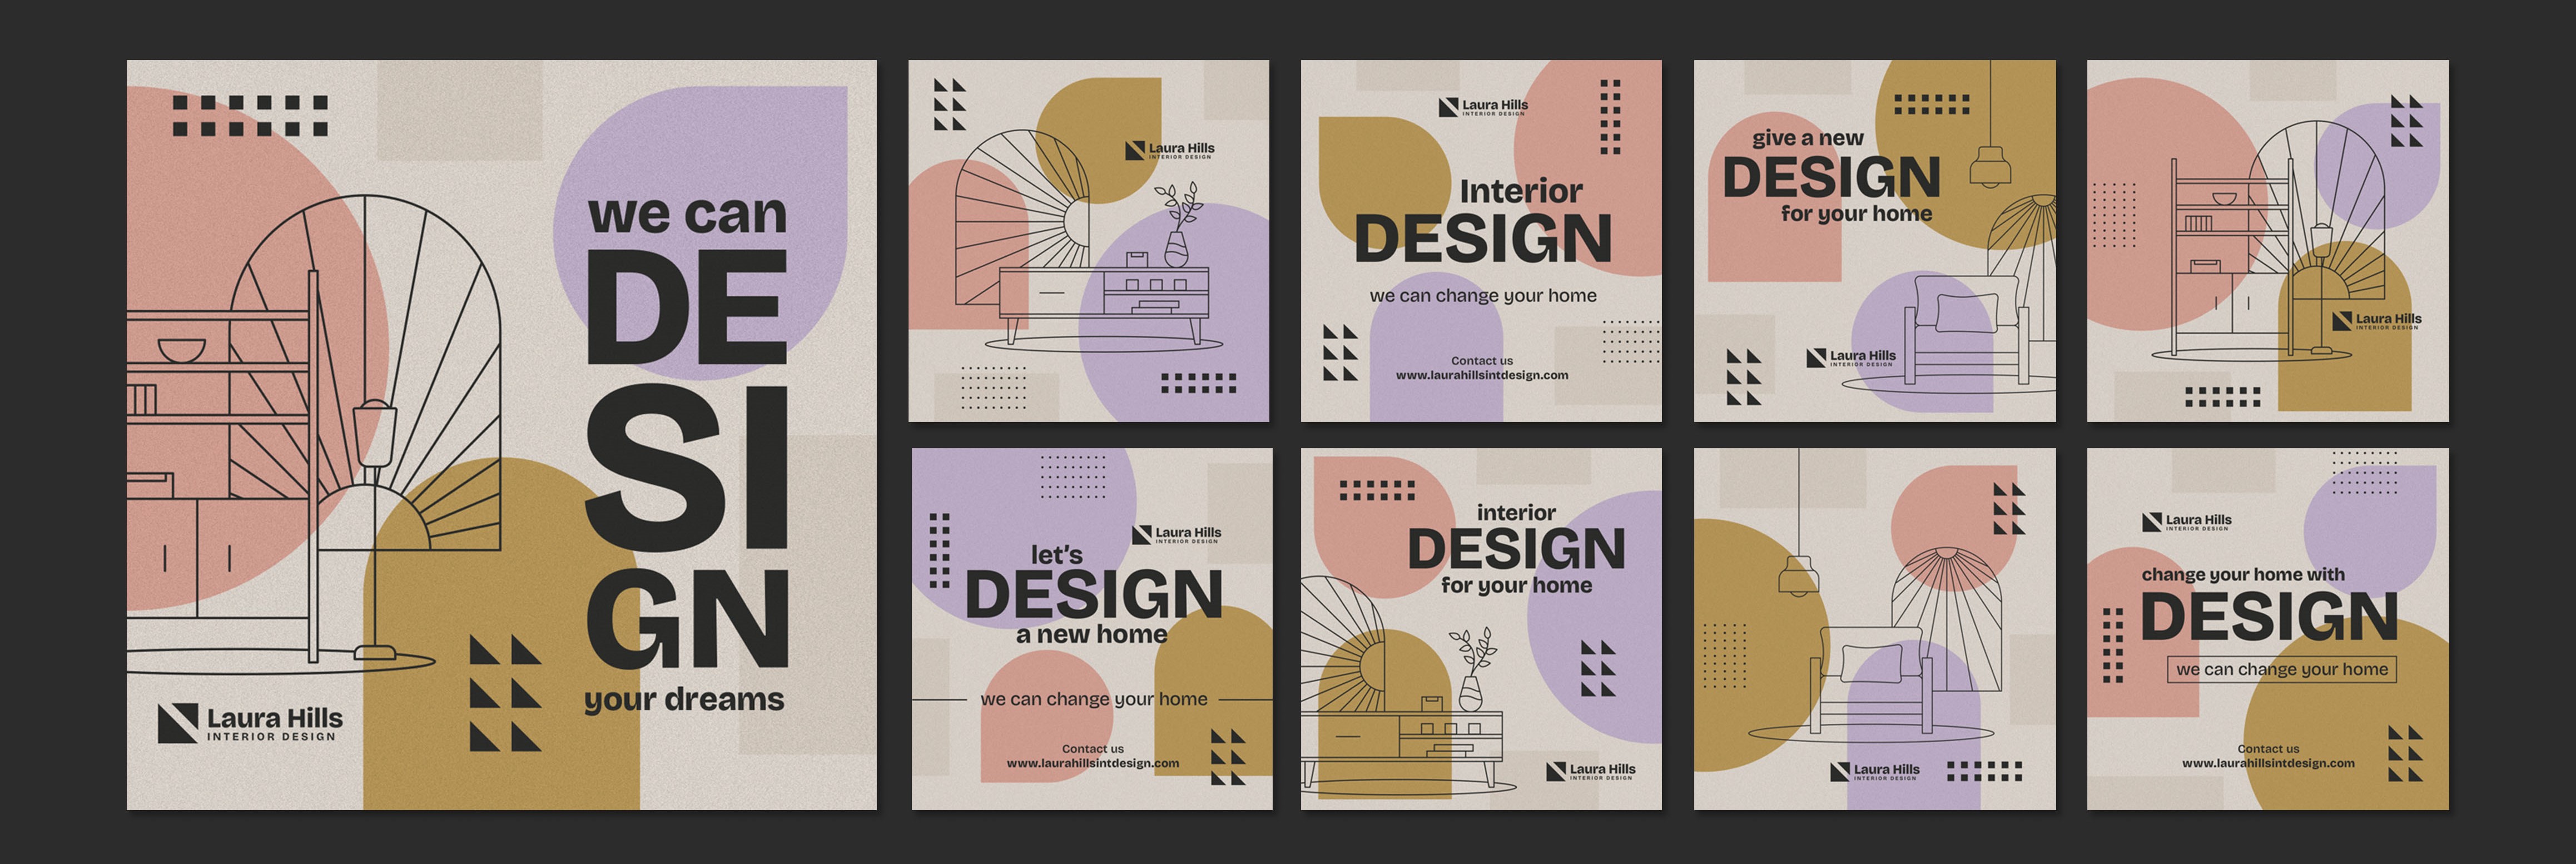 we can
DE
SI
GN
your dreams
Laura Hills
INTERIOR DESIGN
Laura Hills
INTERIOR DESIGN
Laura Hills
INTERIOR DESIGN
Interior
DESIGN
we can change your home
Contact us
www.laurahillsintdesign.com
give a new
DESIGN
for your home
Laura Hills
INTERIOR DESIGN
Laura Hills
INTERIOR DESIGN
Laura Hills
INTERIOR DESIGN
let's
DESIGN
a new home
we can change your home
Contact us
www.laurahillsintdesign.com
interior
DESIGN
for your home
Laura Hills
INTERIOR DESIGN
Laura Hills
INTERIOR DESIGN
Laura Hills
INTERIOR DESIGN
change your home with
DESIGN
we can change your home
Contact us
www.laurahillsintdesign.com